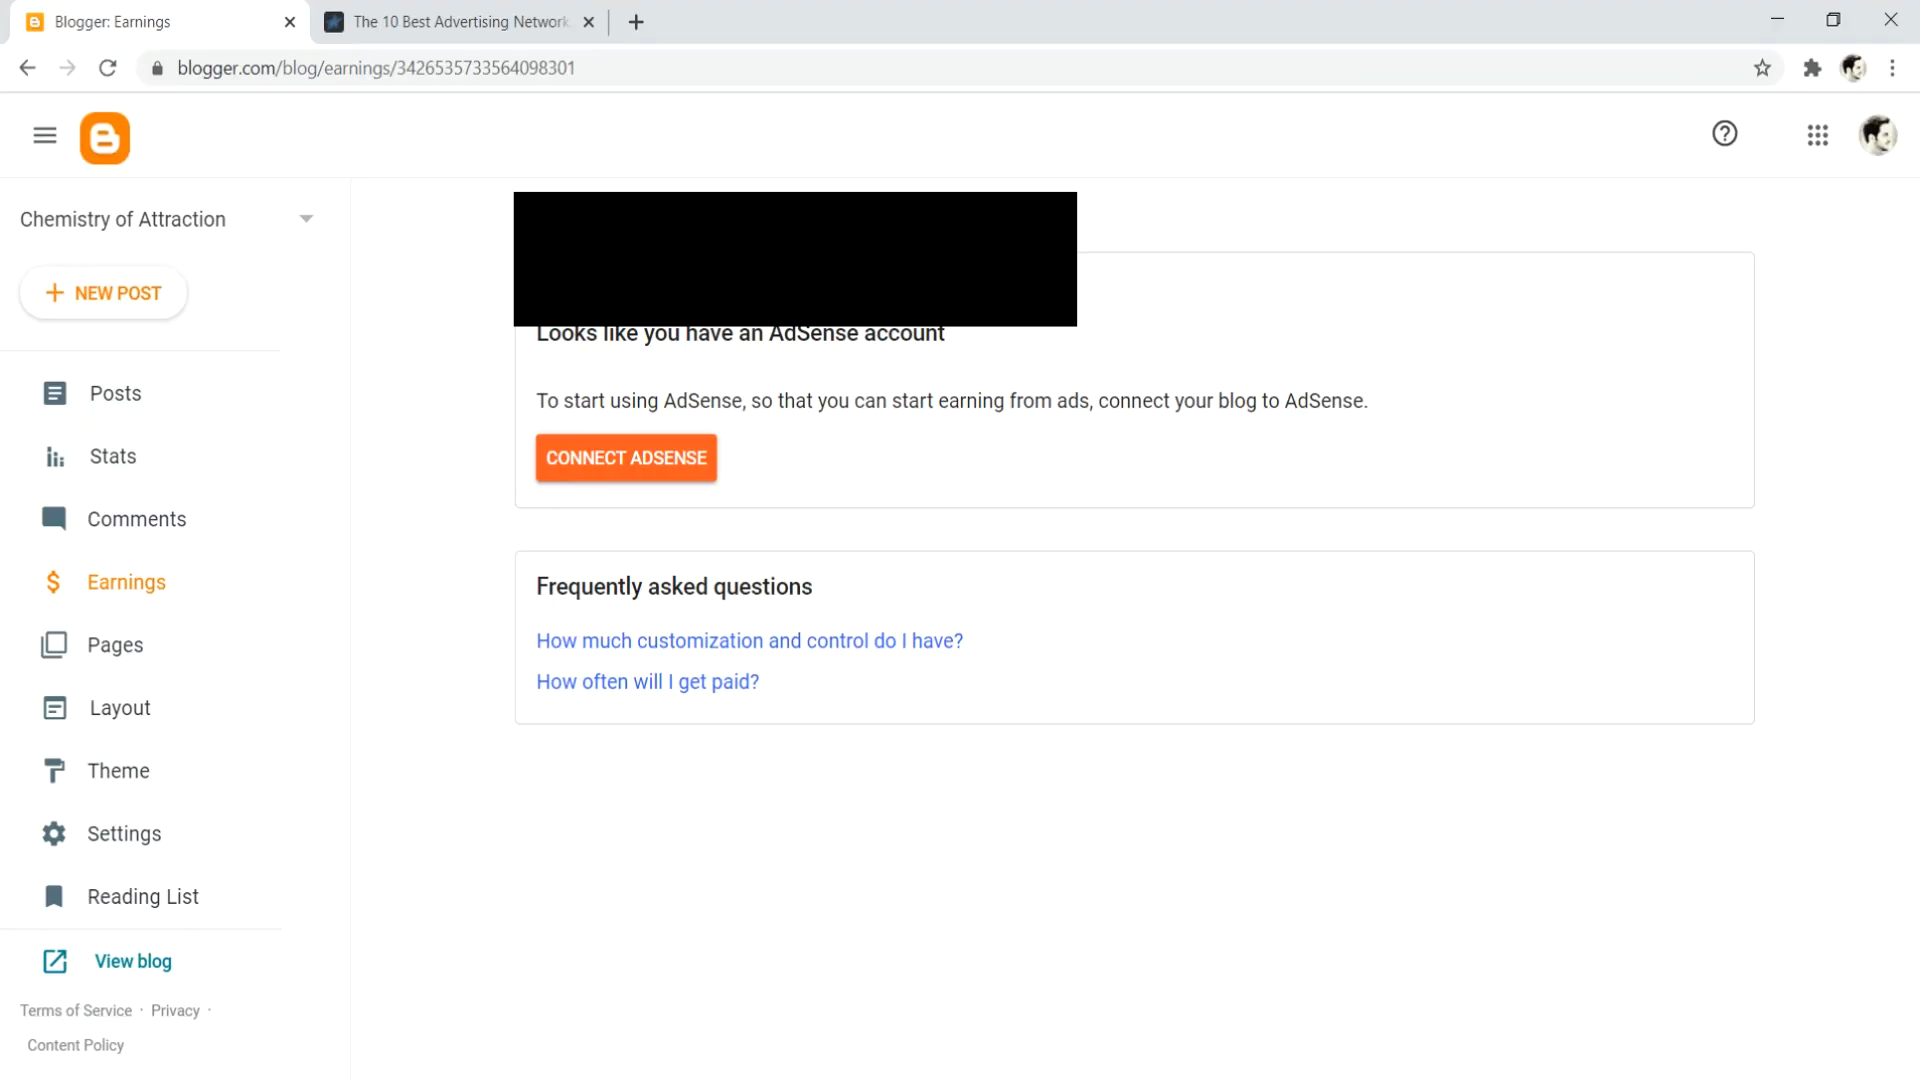 Blogger: Earnings
The 10 Best Advertising Network
blogger.com/blog/earnings/3426535733564098301
Chemistry of Attraction
NEW POST
Posts
Stats
Comments
Earnings
Pages
Layout
Theme
Settings
Reading List
View blog
Terms of Service · Privacy ·
Content Policy
Looks like you have an AdSense account
To start using AdSense, so that you can start earning from ads, connect your blog to AdSense.
CONNECT ADSENSE
Frequently asked questions
How much customization and control do I have?
How often will I get paid?